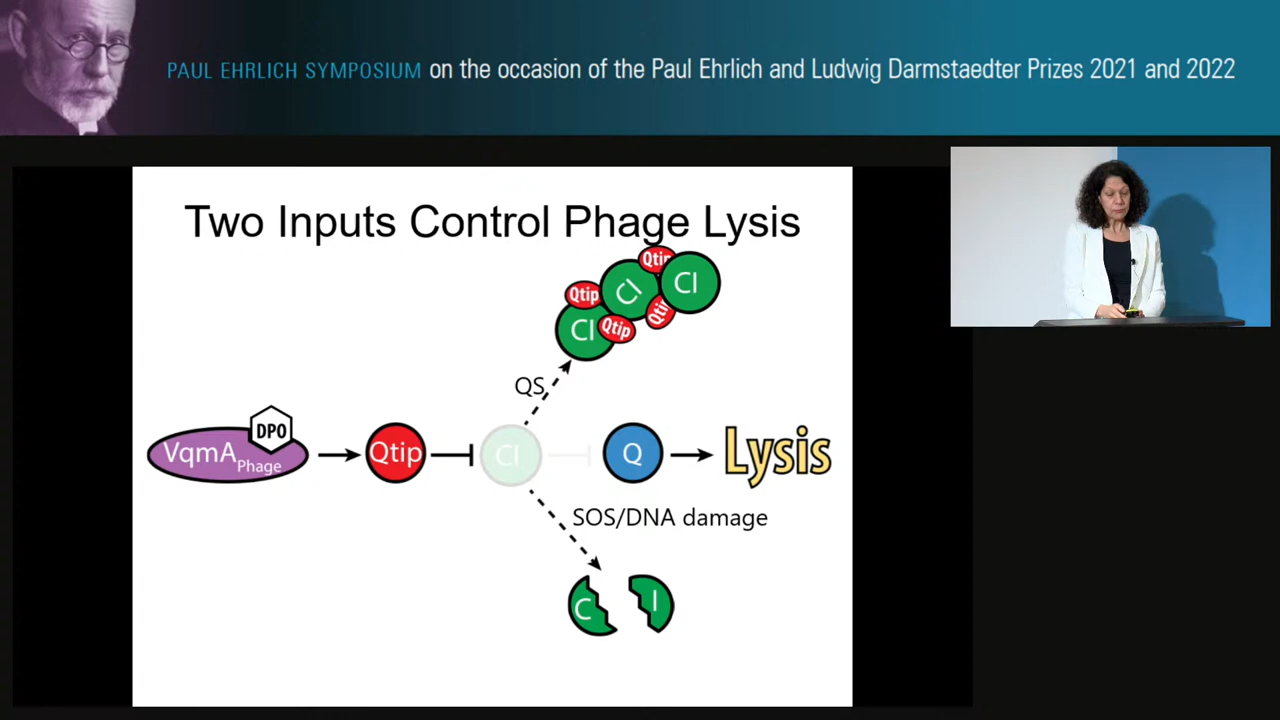 PAUL EHRLICH SYMPOSIUM on the occasion of the Paul Ehrlich and Ludwig Darmstaedter Prizes 2021 and 2022
Two Inputs Control Phage Lysis
Qtip
CI
Qtip
CI
Qtip
CI
Qtip
QS
DPO
VqmA Phage
Qtip
CI
Q
Lysis
SOS/DNA damage
C I